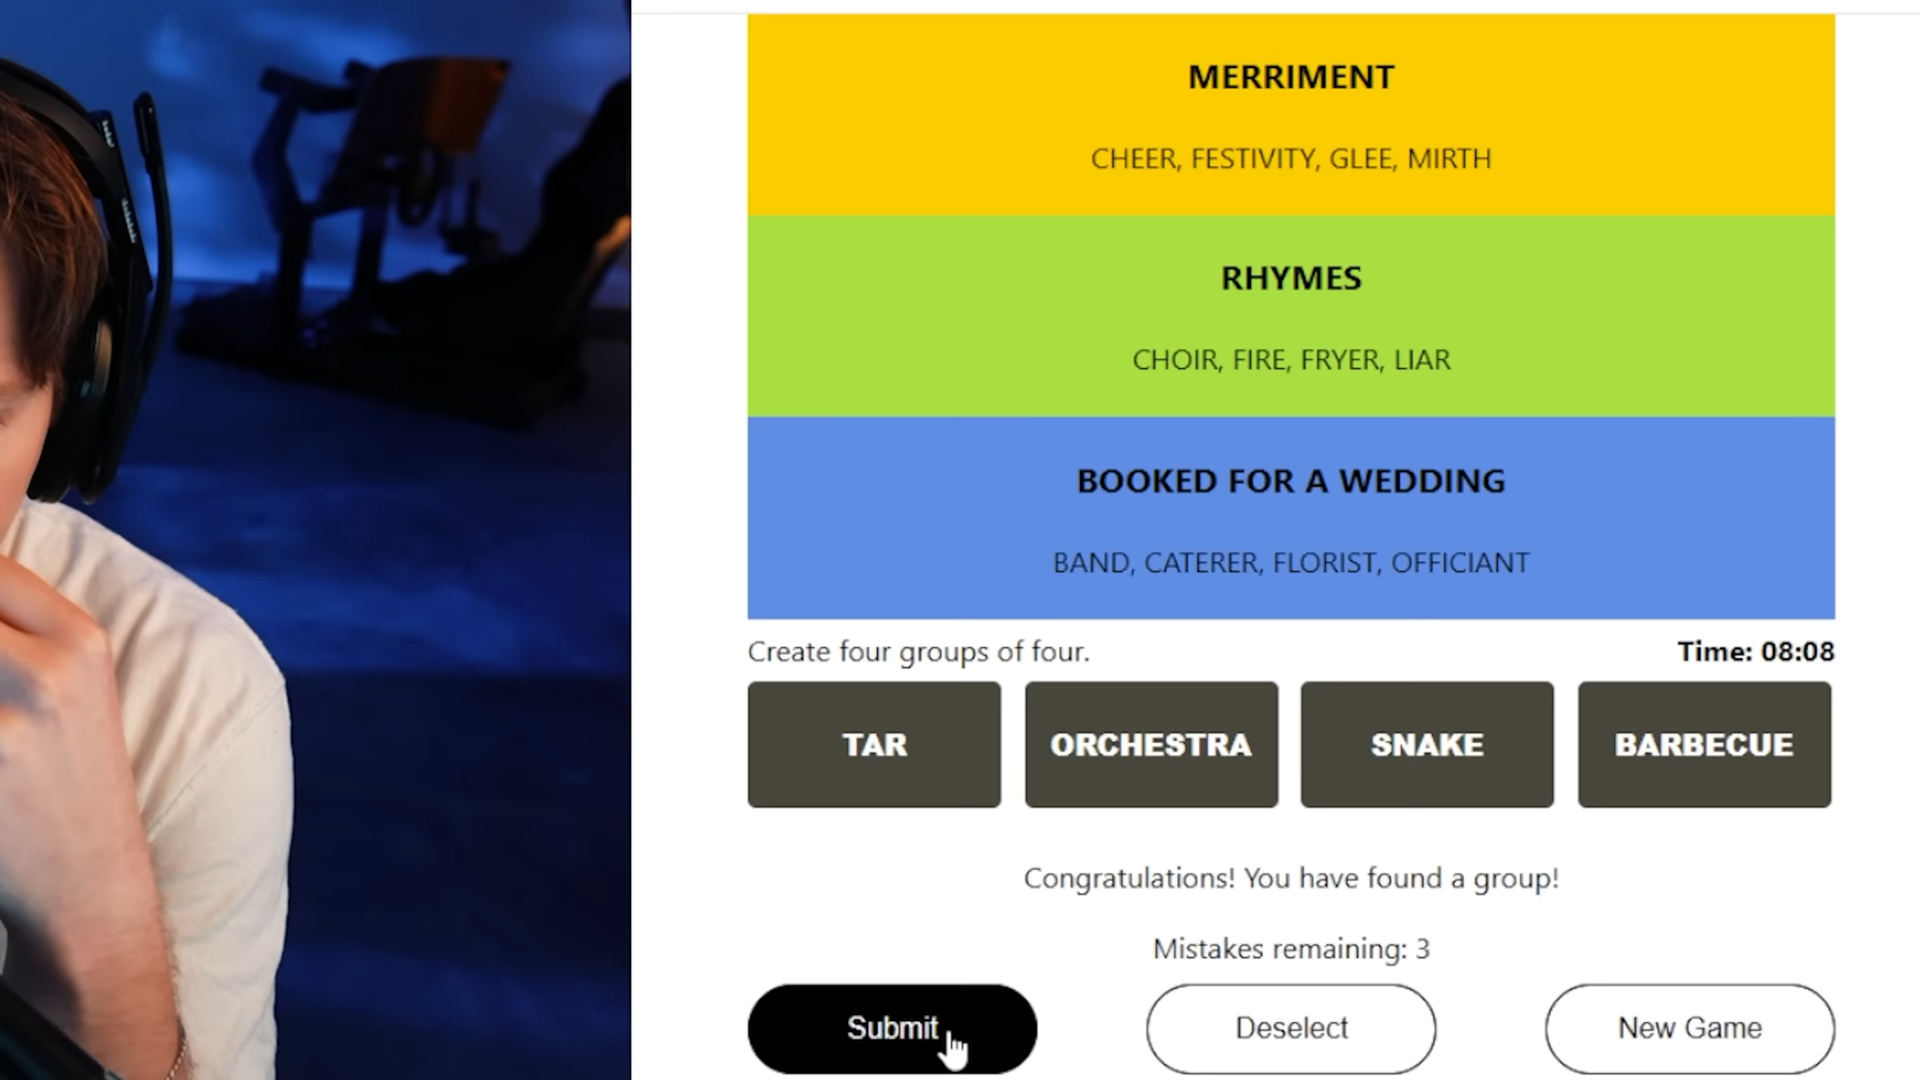 MERRIMENT
CHEER, FESTIVITY, GLEE, MIRTH
RHYMES
CHOIR, FIRE, FRYER, LIAR
BOOKED FOR A WEDDING
BAND, CATERER, FLORIST, OFFICIANT
Create four groups of four.
Time: 08:08
TAR
ORCHESTRA
SNAKE
BARBECUE
Congratulations! You have found a group!
Mistakes remaining: 3
Submit
Deselect
New Game